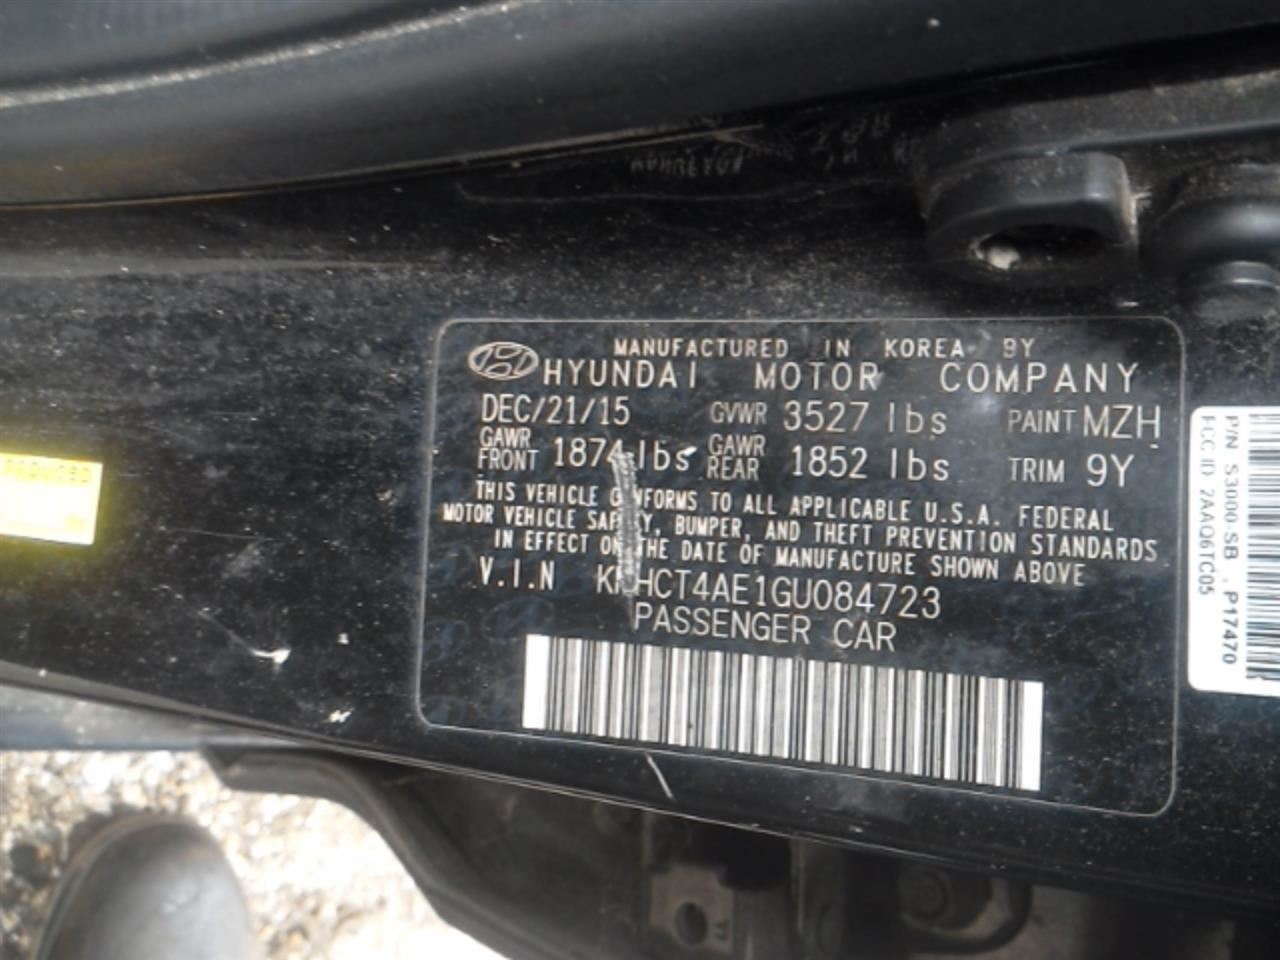 MANUFACTURED IN KOREA BY
HYUNDAI MOTOR COMPANY
DEC/21/15 GVWR 3527 lbs PAINT MZH
GAWR FRONT 1874 lbs GAWR REAR 1852 lbs TRIM 9Y
THIS VEHICLE CONFORMS TO ALL APPLICABLE U.S.A. FEDERAL
MOTOR VEHICLE SAFETY, BUMPER, AND THEFT PREVENTION STANDARDS
IN EFFECT ON THE DATE OF MANUFACTURE SHOWN ABOVE
V.I.N KMHCT4AE1GU084723
PASSENGER CAR
P/N S3000-SB . P17470
FCC ID 2AAQ6TC05